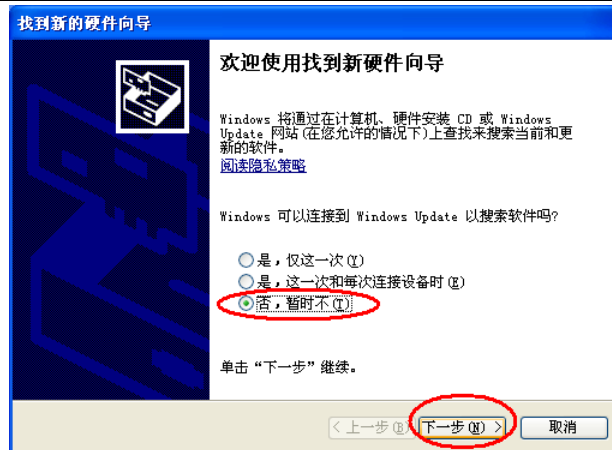 找到新的硬件向导
欢迎使用找到新硬件向导
Windows 将通过在计算机、硬件安装 CD 或 Windows
Update 网站(在您允许的情况下)上查找来搜索当前和更
新的软件。
阅读隐私策略
Windows 可以连接到 Windows Update 以搜索软件吗?
是，仅这一次(Y)
是，这一次和每次连接设备时(E)
否，暂时不(T)
单击“下一步”继续。
< 上一步(B) 下一步(N) > 取消